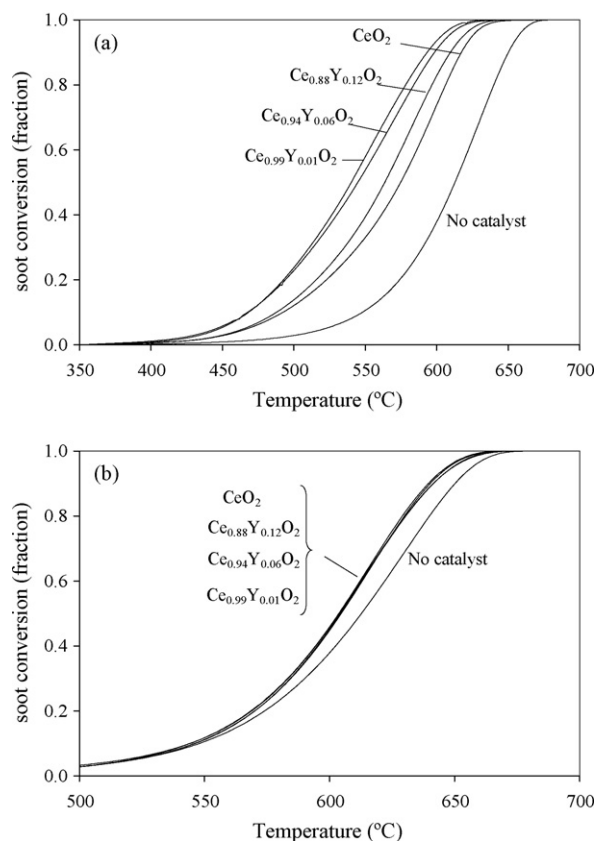 (a)
CeO₂
Ce₀.₈₈Y₀.₁₂O₂
Ce₀.₉₄Y₀.₀₆O₂
Ce₀.₉₉Y₀.₀₁O₂
No catalyst
soot conversion (fraction)
1.0
0.8
0.6
0.4
0.2
0.0
350 400 450 500 550 600 650 700
Temperature (ºC)
(b)
CeO₂
Ce₀.₈₈Y₀.₁₂O₂
Ce₀.₉₄Y₀.₀₆O₂
Ce₀.₉₉Y₀.₀₁O₂
No catalyst
soot conversion (fraction)
1.0
0.8
0.6
0.4
0.2
0.0
500 550 600 650 700
Temperature (ºC)